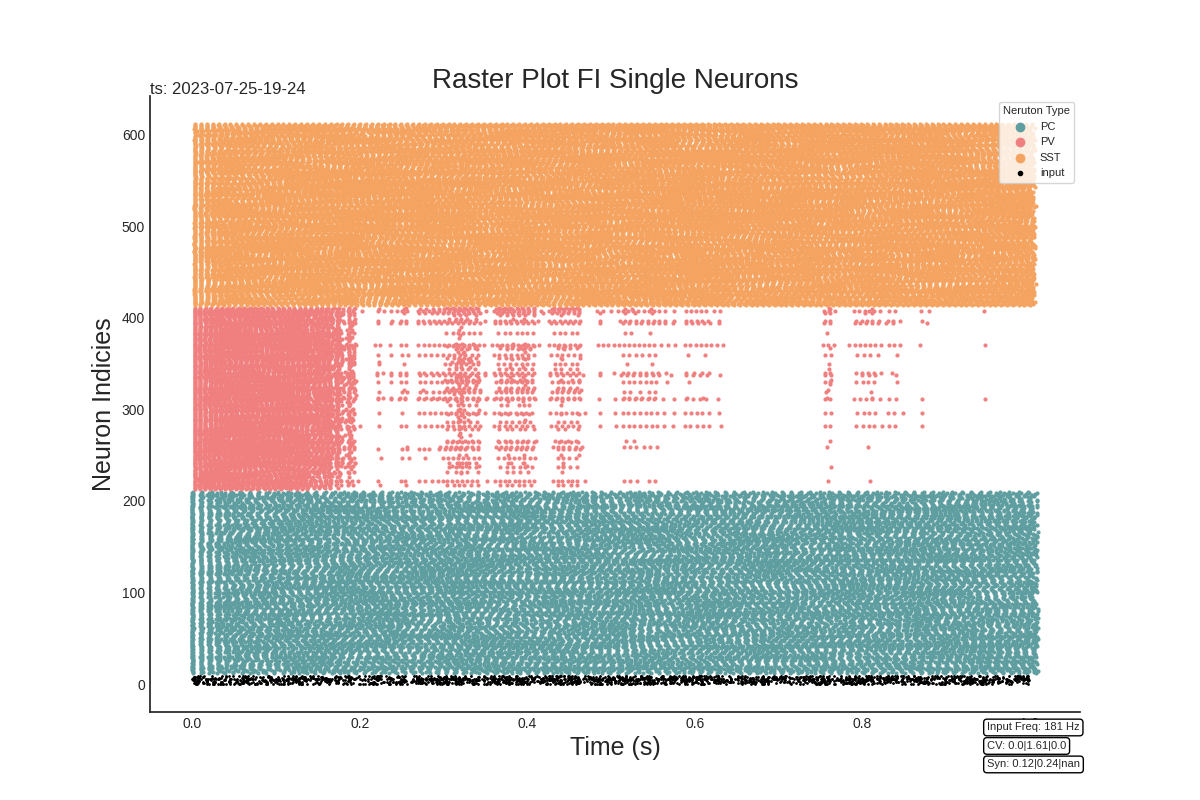 Raster Plot FI Single Neurons
ts: 2023-07-25-19-24
Neruton Type
PC
PV
SST
input
600
500
400
300
200
100
0
Neuron Indicies
0.0 0.2 0.4 0.6 0.8
Time (s)
Input Freq: 181 Hz
CV: 0.0|1.61|0.0
Syn: 0.12|0.24|nan